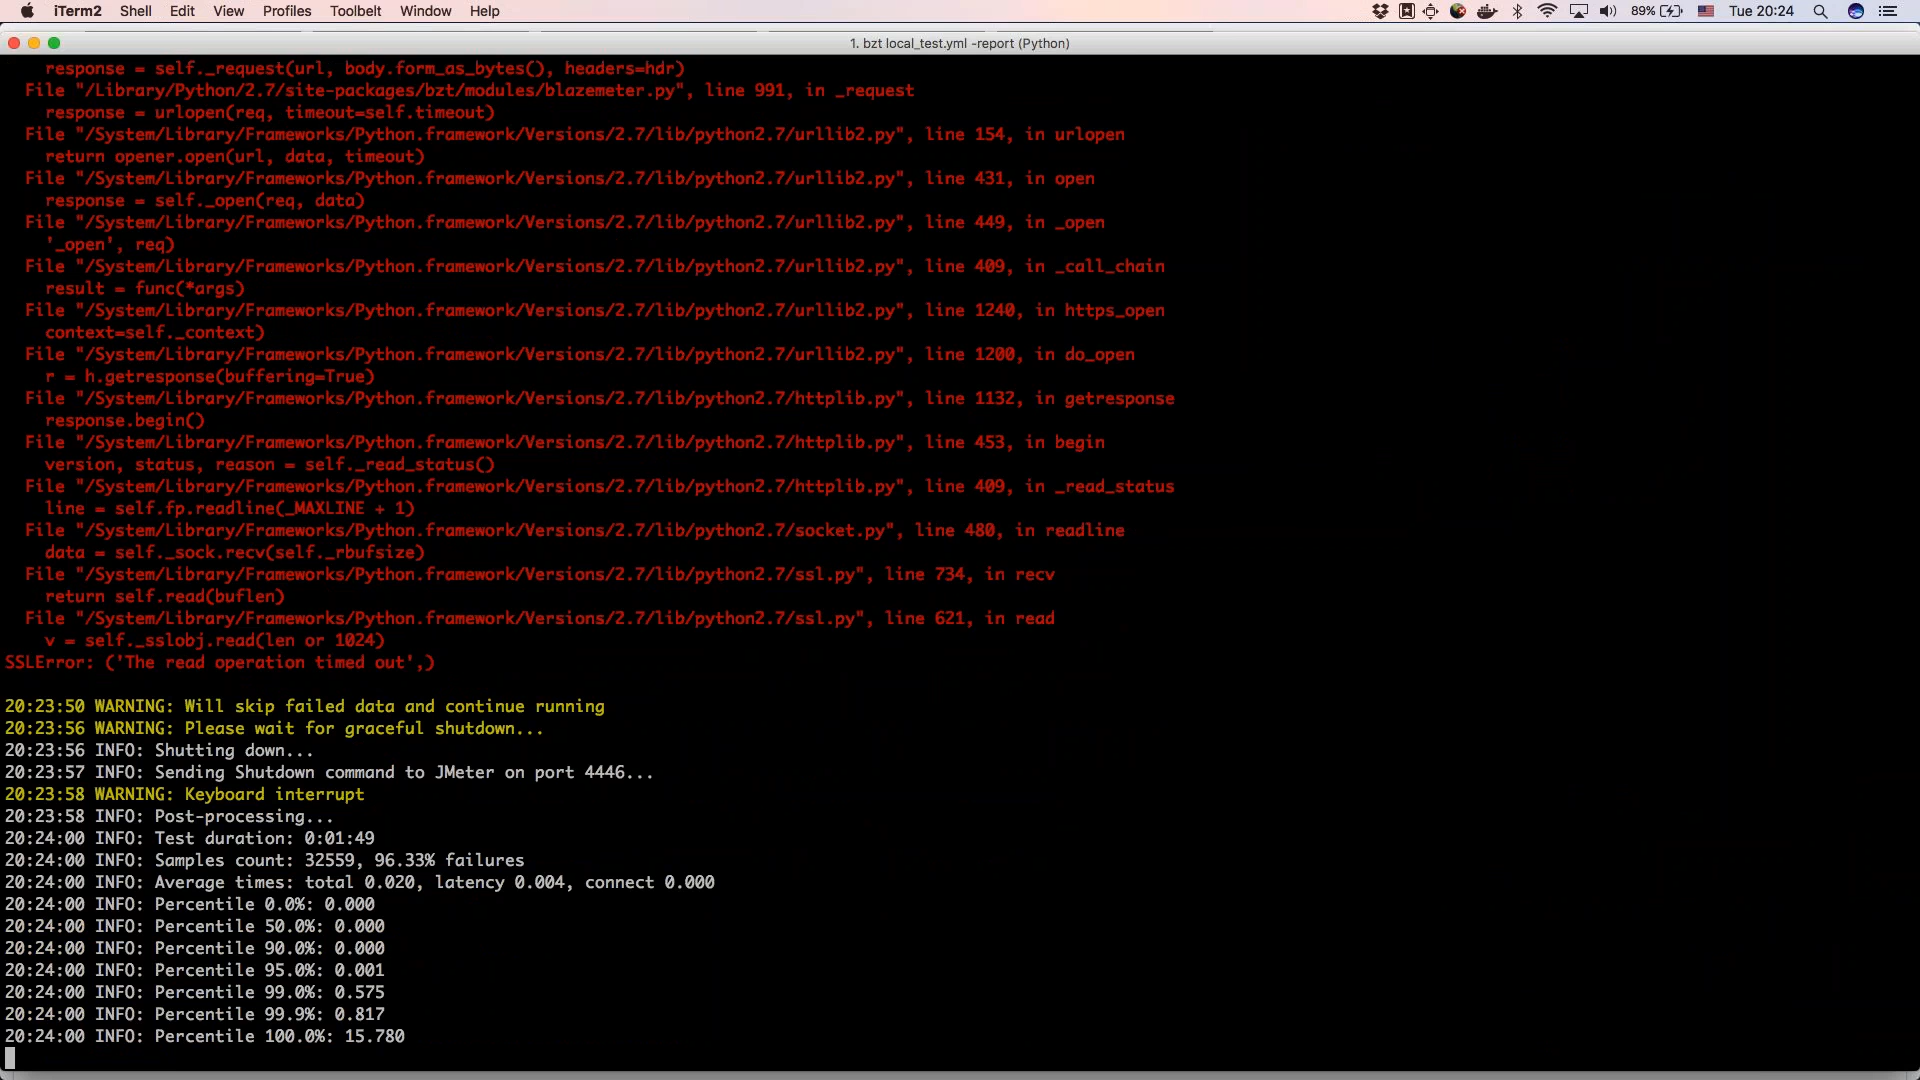 iTerm2 Shell Edit View Profiles Toolbelt Window Help 89% Tue 20:24
1. bzt local_test.yml -report (Python)
response = self._request(url, body.form_as_bytes(), headers=hdr)
File "/Library/Python/2.7/site-packages/bzt/modules/blazemeter.py", line 991, in _request
response = urlopen(req, timeout=self.timeout)
File "/System/Library/Frameworks/Python.framework/Versions/2.7/lib/python2.7/urllib2.py", line 154, in urlopen
return opener.open(url, data, timeout)
File "/System/Library/Frameworks/Python.framework/Versions/2.7/lib/python2.7/urllib2.py", line 431, in open
response = self._open(req, data)
File "/System/Library/Frameworks/Python.framework/Versions/2.7/lib/python2.7/urllib2.py", line 449, in _open
'_open', req)
File "/System/Library/Frameworks/Python.framework/Versions/2.7/lib/python2.7/urllib2.py", line 409, in _call_chain
result = func(*args)
File "/System/Library/Frameworks/Python.framework/Versions/2.7/lib/python2.7/urllib2.py", line 1240, in https_open
context=self._context)
File "/System/Library/Frameworks/Python.framework/Versions/2.7/lib/python2.7/urllib2.py", line 1200, in do_open
r = h.getresponse(buffering=True)
File "/System/Library/Frameworks/Python.framework/Versions/2.7/lib/python2.7/httplib.py", line 1132, in getresponse
response.begin()
File "/System/Library/Frameworks/Python.framework/Versions/2.7/lib/python2.7/httplib.py", line 453, in begin
version, status, reason = self._read_status()
File "/System/Library/Frameworks/Python.framework/Versions/2.7/lib/python2.7/httplib.py", line 409, in _read_status
line = self.fp.readline(_MAXLINE + 1)
File "/System/Library/Frameworks/Python.framework/Versions/2.7/lib/python2.7/socket.py", line 480, in readline
data = self._sock.recv(self._rbufsize)
File "/System/Library/Frameworks/Python.framework/Versions/2.7/lib/python2.7/ssl.py", line 734, in recv
return self.read(buflen)
File "/System/Library/Frameworks/Python.framework/Versions/2.7/lib/python2.7/ssl.py", line 621, in read
v = self._sslobj.read(len or 1024)
SSLError: ('The read operation timed out',)
20:23:50 WARNING: Will skip failed data and continue running
20:23:56 WARNING: Please wait for graceful shutdown...
20:23:56 INFO: Shutting down...
20:23:57 INFO: Sending Shutdown command to JMeter on port 4446...
20:23:58 WARNING: Keyboard interrupt
20:23:58 INFO: Post-processing...
20:24:00 INFO: Test duration: 0:01:49
20:24:00 INFO: Samples count: 32559, 96.33% failures
20:24:00 INFO: Average times: total 0.020, latency 0.004, connect 0.000
20:24:00 INFO: Percentile 0.0%: 0.000
20:24:00 INFO: Percentile 50.0%: 0.000
20:24:00 INFO: Percentile 90.0%: 0.000
20:24:00 INFO: Percentile 95.0%: 0.001
20:24:00 INFO: Percentile 99.0%: 0.575
20:24:00 INFO: Percentile 99.9%: 0.817
20:24:00 INFO: Percentile 100.0%: 15.780